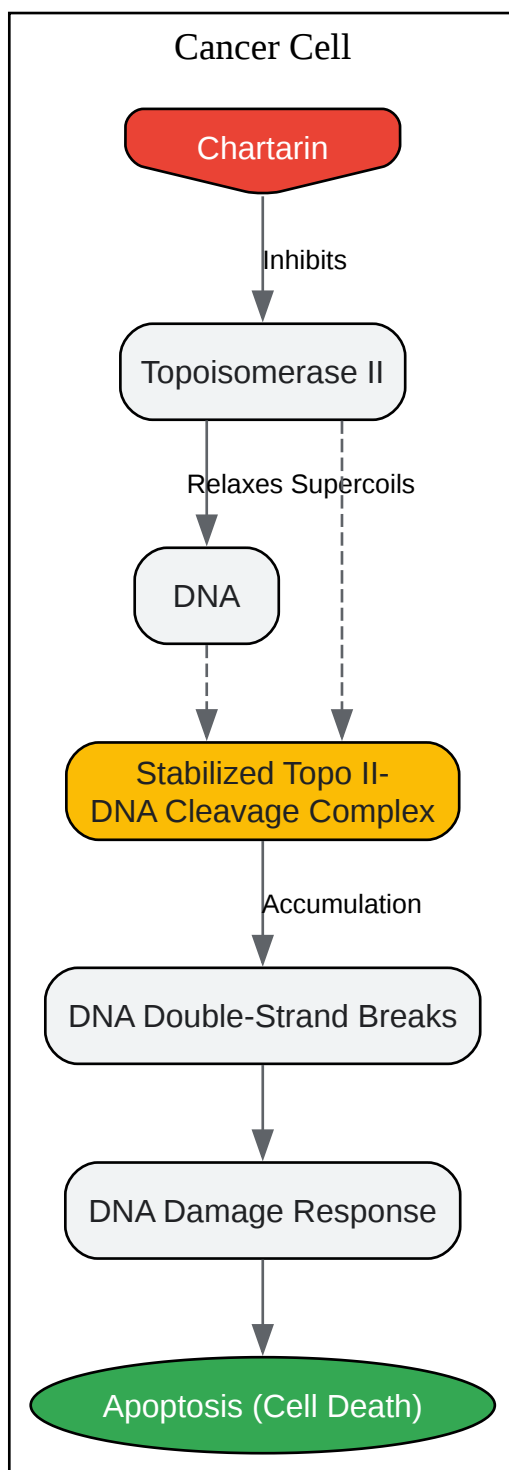 Cancer Cell
Chartarin
Inhibits
Topoisomerase II
Relaxes Supercoils
DNA
Stabilized Topo II-
DNA Cleavage Complex
Accumulation
DNA Double-Strand Breaks
DNA Damage Response
Apoptosis (Cell Death)